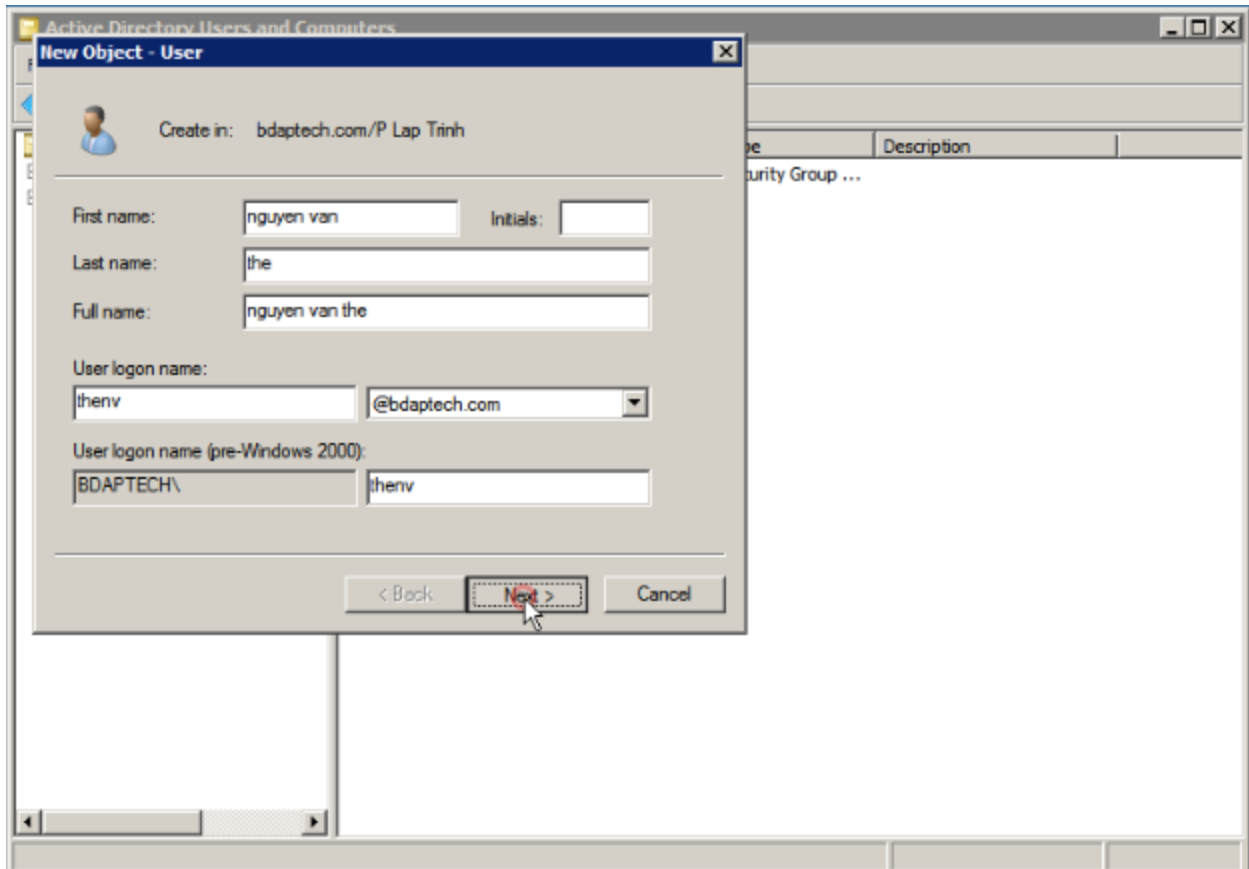 Active Directory Users and Computers
New Object - User
Create in: bdaptech.com/P Lap Trinh
Description
Security Group ...
First name: nguyen van Initials:
Last name: the
Full name: nguyen van the
User logon name:
thenv @bdaptech.com
User logon name (pre-Windows 2000):
BDAPTECH\ thenv
< Back Next > Cancel